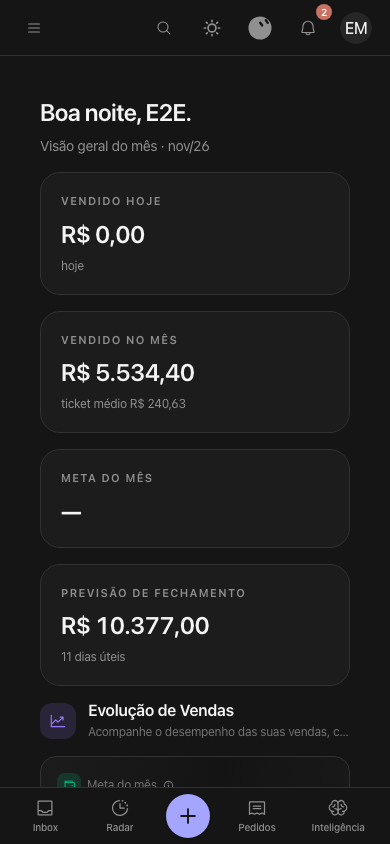 2
EM
Boa noite, E2E.
Visão geral do mês · nov/26
VENDIDO HOJE
R$ 0,00
hoje
VENDIDO NO MÊS
R$ 5.534,40
ticket médio R$ 240,63
META DO MÊS
—
PREVISÃO DE FECHAMENTO
R$ 10.377,00
11 dias úteis
Evolução de Vendas
Acompanhe o desempenho das suas vendas, c...
Meta do mês
Inbox
Radar
Pedidos
Inteligência